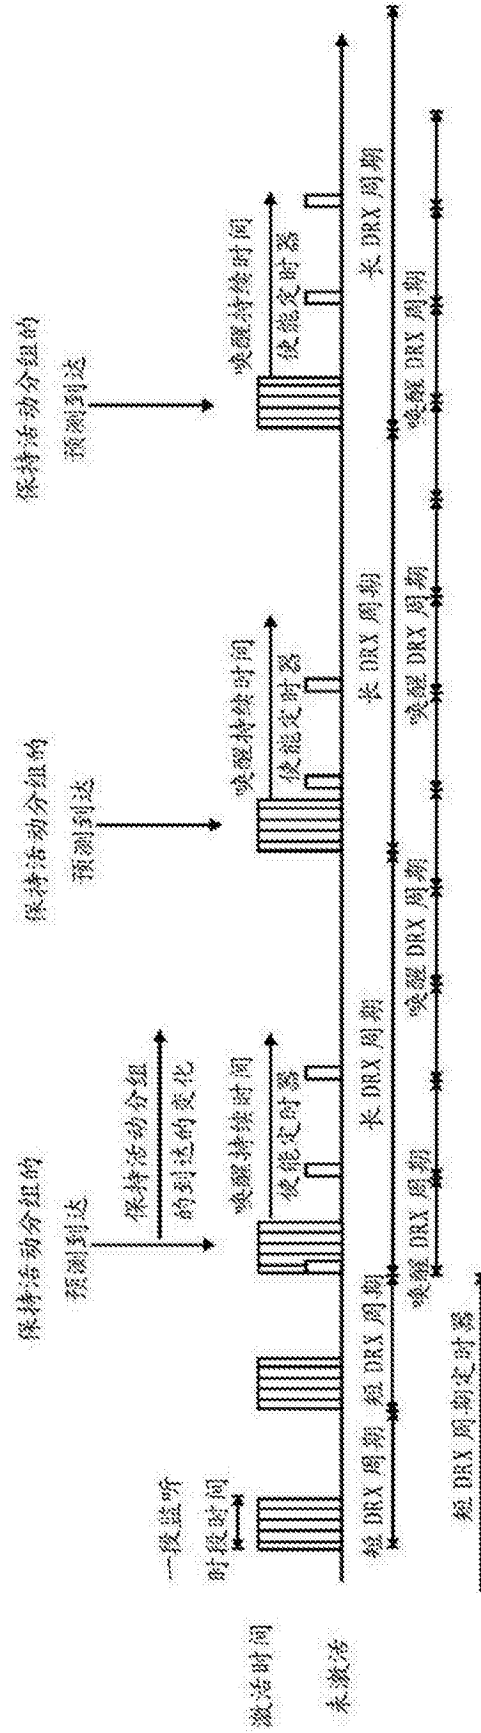 保持活动分组的
预测到达
保持活动分组的
预测到达
保持活动分组的
预测到达
保持活动分组
的到达的变化
一段监听
时段时间
唤醒持续时间
使能定时器
唤醒持续时间
使能定时器
唤醒持续时间
使能定时器
激活时间
未激活
短 DRX 周期
短 DRX 周期
长 DRX 周期
长 DRX 周期
长 DRX 周期
唤醒 DRX 周期
唤醒 DRX 周期
唤醒 DRX 周期
唤醒 DRX 周期
短 DRX 周期定时器